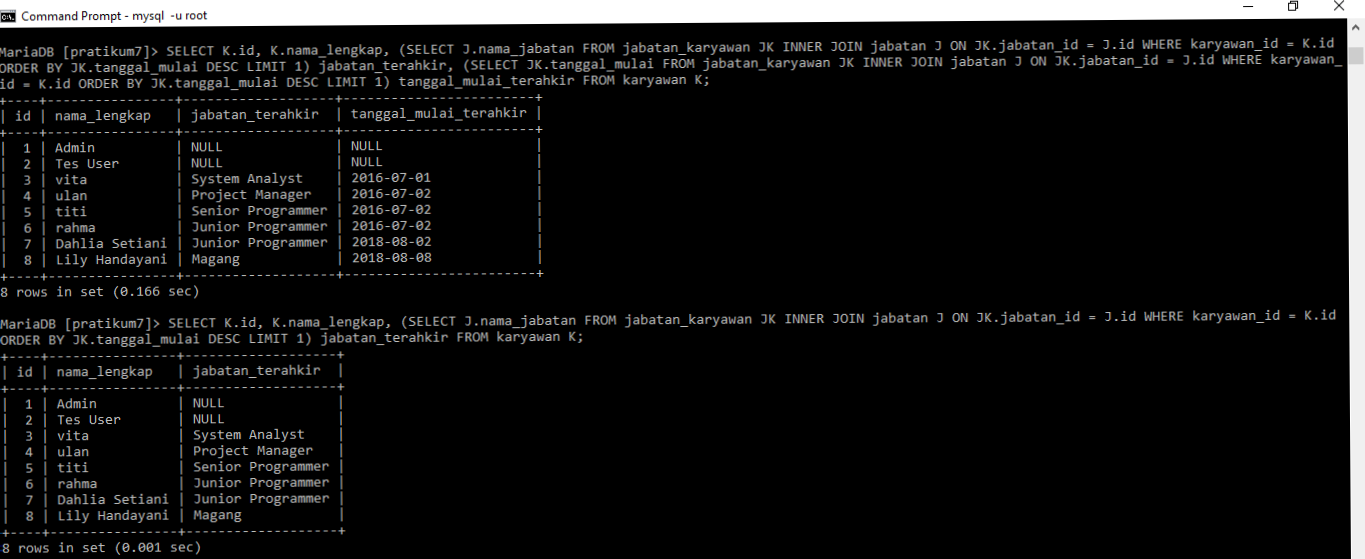 Command Prompt - mysql -u root
MariaDB [pratikum7]> SELECT K.id, K.nama_lengkap, (SELECT J.nama_jabatan FROM jabatan_karyawan JK INNER JOIN jabatan J ON JK.jabatan_id = J.id WHERE karyawan_id = K.id
ORDER BY JK.tanggal_mulai DESC LIMIT 1) jabatan_terahkir, (SELECT JK.tanggal_mulai FROM jabatan_karyawan JK INNER JOIN jabatan J ON JK.jabatan_id = J.id WHERE karyawan_
id = K.id ORDER BY JK.tanggal_mulai DESC LIMIT 1) tanggal_mulai_terahkir FROM karyawan K;
+----+----------------+-------------------+------------------------+
| id | nama_lengkap   | jabatan_terahkir  | tanggal_mulai_terahkir |
+----+----------------+-------------------+------------------------+
| 1 | Admin          | NULL              | NULL                   |
| 2 | Tes User       | NULL              | NULL                   |
| 3 | vita           | System Analyst    | 2016-07-01             |
| 4 | ulan           | Project Manager   | 2016-07-02             |
| 5 | titi           | Senior Programmer | 2016-07-02             |
| 6 | rahma          | Junior Programmer | 2016-07-02             |
| 7 | Dahlia Setiani | Junior Programmer | 2018-08-02             |
| 8 | Lily Handayani | Magang            | 2018-08-08             |
+----+----------------+-------------------+------------------------+
8 rows in set (0.166 sec)
MariaDB [pratikum7]> SELECT K.id, K.nama_lengkap, (SELECT J.nama_jabatan FROM jabatan_karyawan JK INNER JOIN jabatan J ON JK.jabatan_id = J.id WHERE karyawan_id = K.id
ORDER BY JK.tanggal_mulai DESC LIMIT 1) jabatan_terahkir FROM karyawan K;
+----+----------------+-------------------+
| id | nama_lengkap   | jabatan_terahkir  |
+----+----------------+-------------------+
| 1 | Admin          | NULL              |
| 2 | Tes User       | NULL              |
| 3 | vita           | System Analyst    |
| 4 | ulan           | Project Manager   |
| 5 | titi           | Senior Programmer |
| 6 | rahma          | Junior Programmer |
| 7 | Dahlia Setiani | Junior Programmer |
| 8 | Lily Handayani | Magang            |
+----+----------------+-------------------+
8 rows in set (0.001 sec)